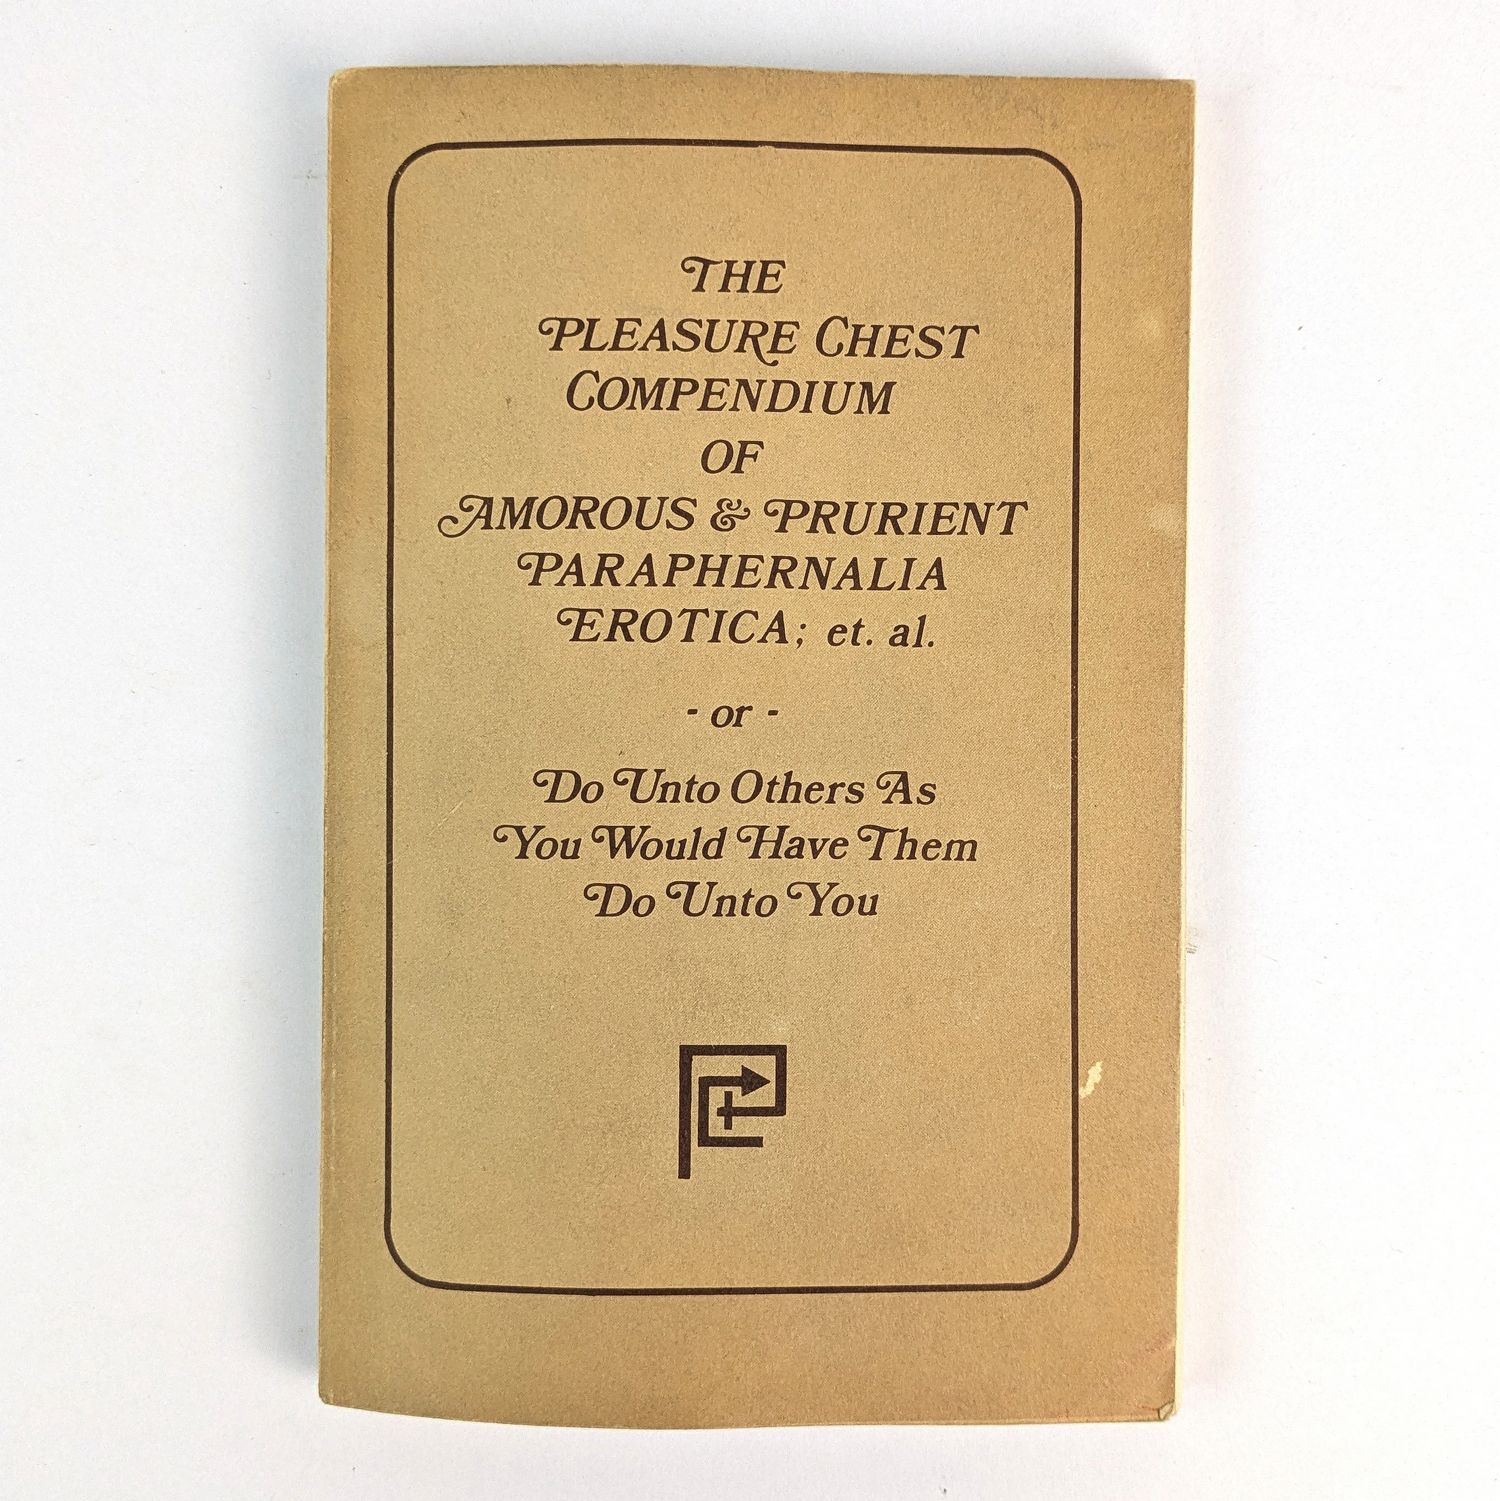 THE
PLEASURE CHEST
COMPENDIUM
OF
AMOROUS & PRURIENT
PARAPHERNALIA
EROTICA; et. al.
- or -
Do Unto Others As
You Would Have Them
Do Unto You
PC